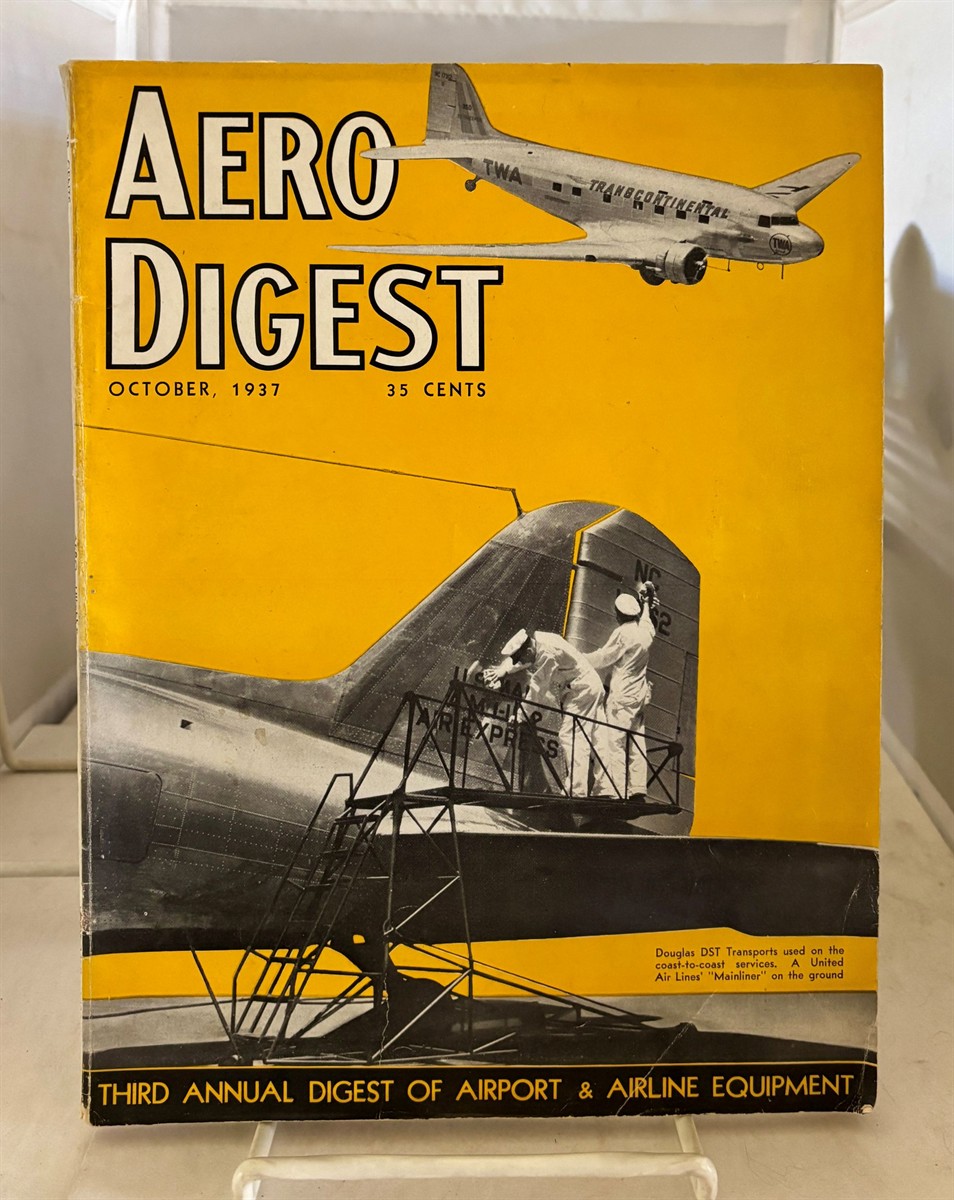 AERO
DIGEST
OCTOBER, 1937 35 CENTS
TWA
TRANSCONTINENTAL
TWA
NC
AIR EXPRESS
Douglas DST Transports used on the
coast-to-coast services. A United
Air Lines' "Mainliner" on the ground
THIRD ANNUAL DIGEST OF AIRPORT & AIRLINE EQUIPMENT